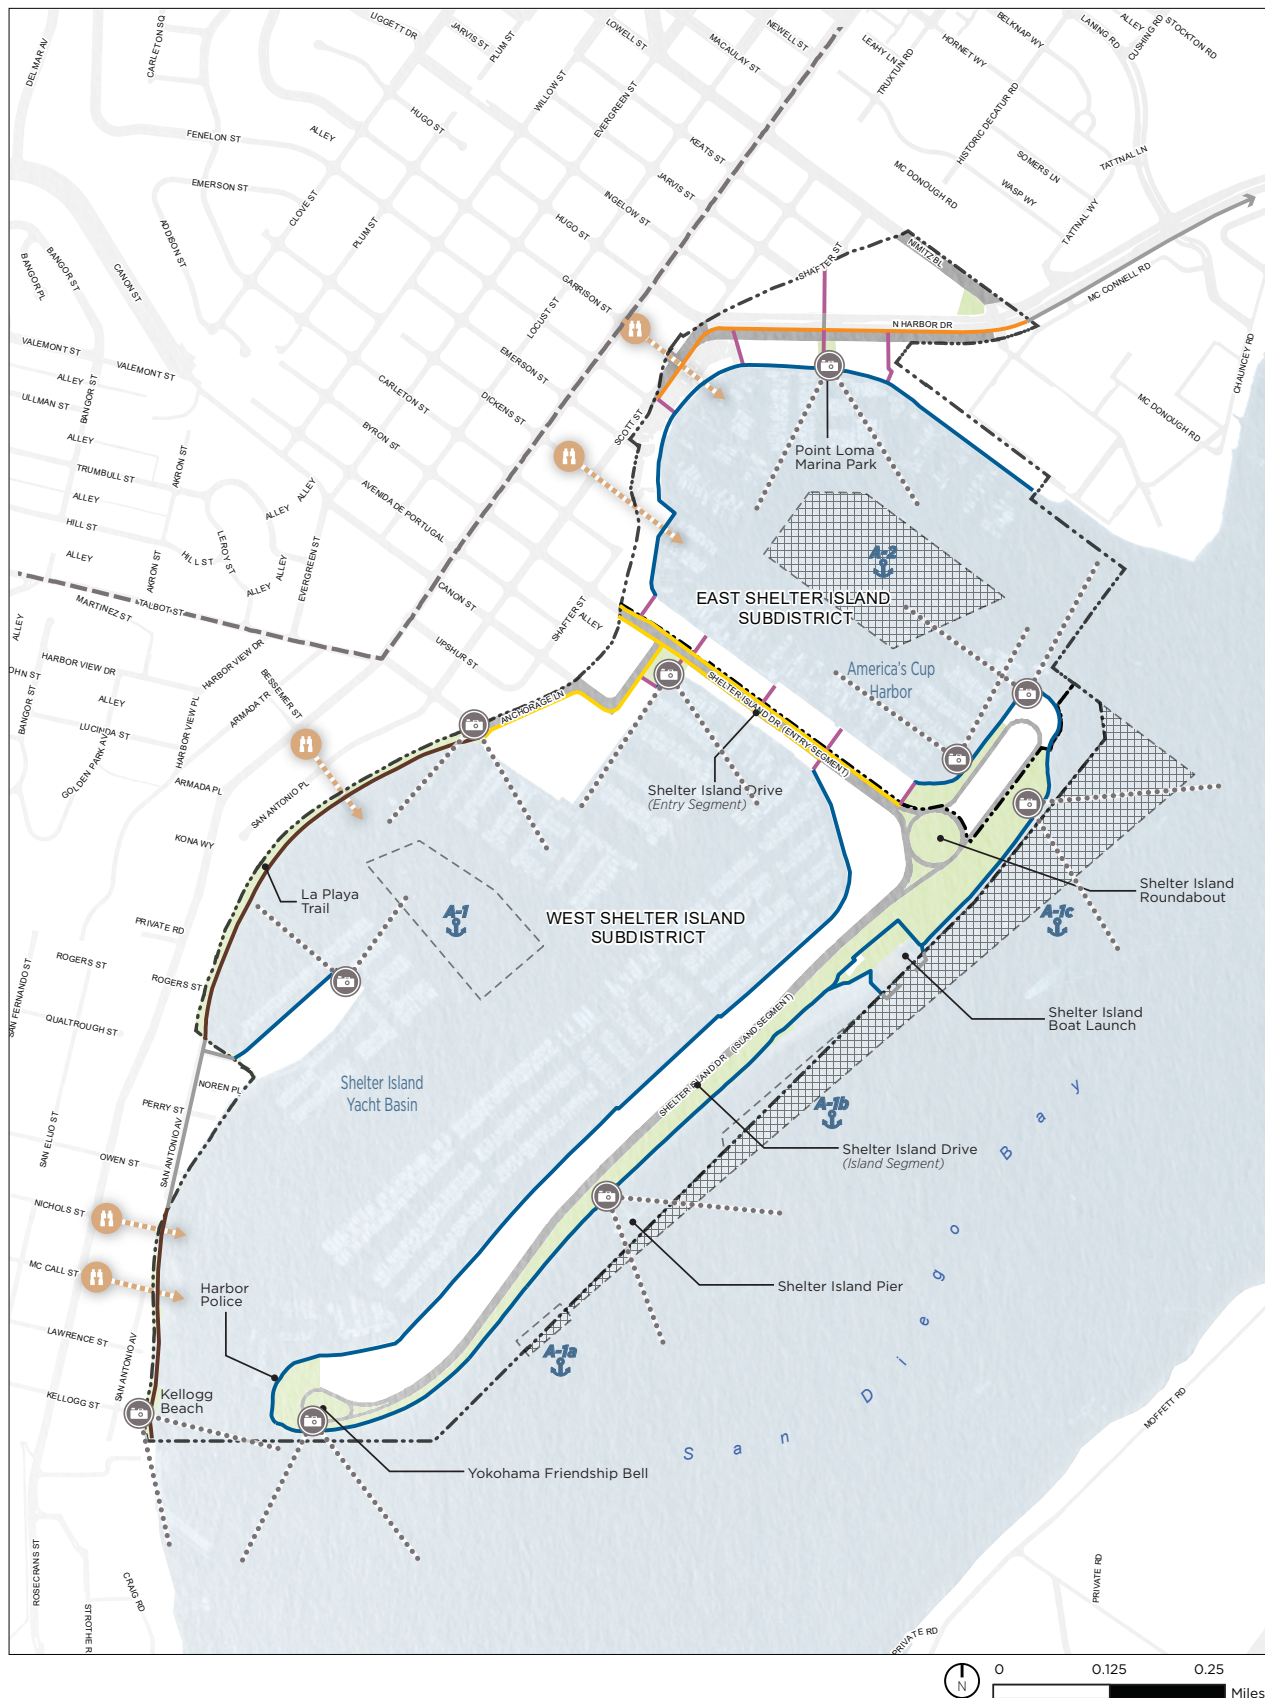 DEL MAR AV
CARLETON SQ
LIGGETT DR
JARVIS ST
PLUM ST
LOWELL ST
MACAULAY ST
NEWELL ST
LEAHY LN
TRUXTUN RD
BELKNAP WY
HORNET WY
LANING RD
ALLEY
CUSHING RD
STOCKTON RD
FENELON ST
ALLEY
HUGO ST
WILLOW ST
EVERGREEN ST
KEATS ST
HISTORIC DECATUR RD
SOMERS LN
TATTNAL LN
EMERSON ST
CLOVE ST
JARVIS ST
MC DONOUGH RD
WASP WY
TATTNAL WY
ADDISON ST
PLUM ST
INGELOW ST
HUGO ST
BANGOR PL
BANGOR ST
CANON ST
GARRISON ST
SHAFTER ST
NIMITZ BL
MC CONNELL RD
LOCUST ST
N HARBOR DR
CHAUNCEY RD
VALEMONT ST
VALEMONT ST
ALLEY
BANGOR ST
ULLMAN ST
EMERSON ST
CARLETON ST
DICKENS ST
MC DONOUGH RD
ALLEY
BYRON ST
SCOTT ST
Point Loma
Marina Park
AKRON ST
TRUMBULL ST
ALLEY
ALLEY
AVENIDA DE PORTUGAL
ALLEY
HILL ST
LEROY ST
ALLEY
HILL ST
AKRON ST
ALLEY
EVERGREEN ST
A-2
ALLEY
CANON ST
EAST SHELTER ISLAND
SUBDISTRICT
MARTINEZ ST
TALBOT ST
SHAFTER ST
ALLEY
ALLEY
UPSHUR ST
HARBOR VIEW DR
HARBOR VIEW DR
America's Cup
Harbor
OHN ST
BANGOR ST
ALLEY
HARBOR VIEW PL
BESSEMER ST
ARMADA TR
SHELTER ISLAND DR (ENTRY SEGMENT)
ANCHORAGE LN
LUCINDA ST
GOLDEN PARK AV
ARMADA PL
SAN ANTONIO PL
Shelter Island Drive
(Entry Segment)
KONA WY
La Playa
Trail
Shelter Island
Roundabout
A-1
A-1c
WEST SHELTER ISLAND
SUBDISTRICT
PRIVATE RD
ROGERS ST
ROGERS ST
SAN FERNANDO ST
QUALTROUGH ST
Shelter Island
Boat Launch
SHELTER ISLAND DR (ISLAND SEGMENT)
Shelter Island
Yacht Basin
NOREN PL
PERRY ST
A-1b
SAN ELIJO ST
SAN ANTONIO AV
OWEN ST
Shelter Island Drive
(Island Segment)
NICHOLS ST
MC CALL ST
Harbor
Police
Shelter Island Pier
LAWRENCE ST
SAN ANTONIO AV
A-1a
KELLOGG ST
Kellogg
Beach
MOFFETT RD
San Diego Bay
Yokohama Friendship Bell
ROSECRANS ST
CRAIG RD
STROTHE R
PRIVATE RD
PRIVATE RD
N
0 0.125 0.25
Miles